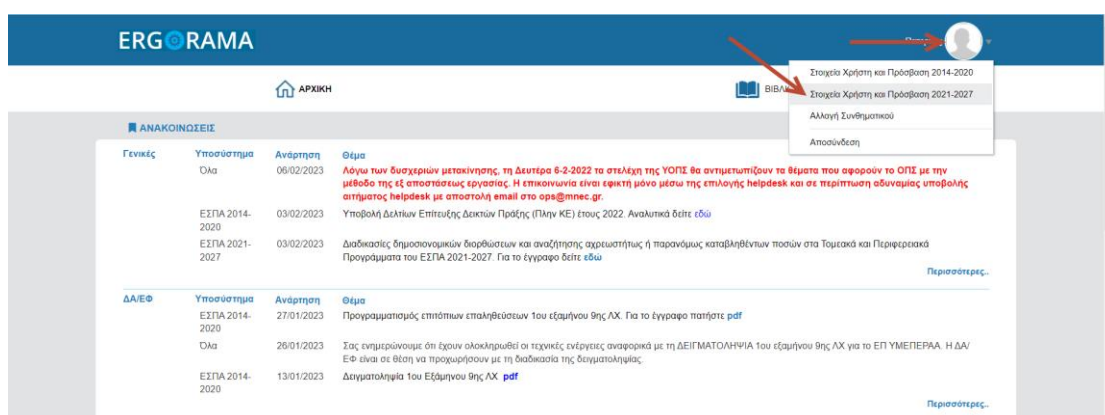 ERGORAMA
ΑΡΧΙΚΗ
Στοιχεία Χρήστη και Πρόσβαση 2014-2020
Στοιχεία Χρήστη και Πρόσβαση 2021-2027
Αλλαγή Συνθηματικού
Αποσύνδεση
ΑΝΑΚΟΙΝΩΣΕΙΣ
Γενικές Υποσύστημα Ανάρτηση Θέμα
Όλα 06/02/2023 Λόγω των δυσχεριών μετακίνησης, τη Δευτέρα 6-2-2022 τα στελέχη της ΥΟΠΣ θα αντιμετωπίζουν τα θέματα που αφορούν το ΟΠΣ με την
μέθοδο της εξ αποστάσεως εργασίας. Η επικοινωνία είναι εφικτή μόνο μέσω της επιλογής helpdesk και σε περίπτωση αδυναμίας υποβολής
αιτήματος helpdesk με αποστολή email στο ops@mnec.gr.
ΕΣΠΑ 2014- 03/02/2023 Υποβολή Δελτίων Επίτευξης Δεικτών Πράξης (Πλην ΚΕ) έτους 2022. Αναλυτικά δείτε εδώ
2020
ΕΣΠΑ 2021- 03/02/2023 Διαδικασίες δημοσιονομικών διορθώσεων και αναζήτησης αχρεωστήτως ή παρανόμως καταβληθέντων ποσών στα Τομεακά και Περιφερειακά
2027 Προγράμματα του ΕΣΠΑ 2021-2027. Για το έγγραφο δείτε εδώ
Περισσότερες..
ΔΑ/ΕΦ Υποσύστημα Ανάρτηση Θέμα
ΕΣΠΑ 2014- 27/01/2023 Προγραμματισμός επιτόπιων επαληθεύσεων 1ου εξαμήνου 9ης ΛΧ. Για το έγγραφο πατήστε pdf
2020
Όλα 26/01/2023 Σας ενημερώνουμε ότι έχουν ολοκληρωθεί οι τεχνικές ενέργειες αναφορικά με τη ΔΕΙΓΜΑΤΟΛΗΨΙΑ 1ου εξαμήνου 9ης ΛΧ για το ΕΠ ΥΜΕΠΕΡΑΑ. Η ΔΑ/
ΕΦ είναι σε θέση να προχωρήσουν με τη διαδικασία της δειγματοληψίας.
ΕΣΠΑ 2014- 13/01/2023 Δειγματοληψία 1ου Εξάμηνου 9ης ΛΧ. pdf
2020
Περισσότερες..